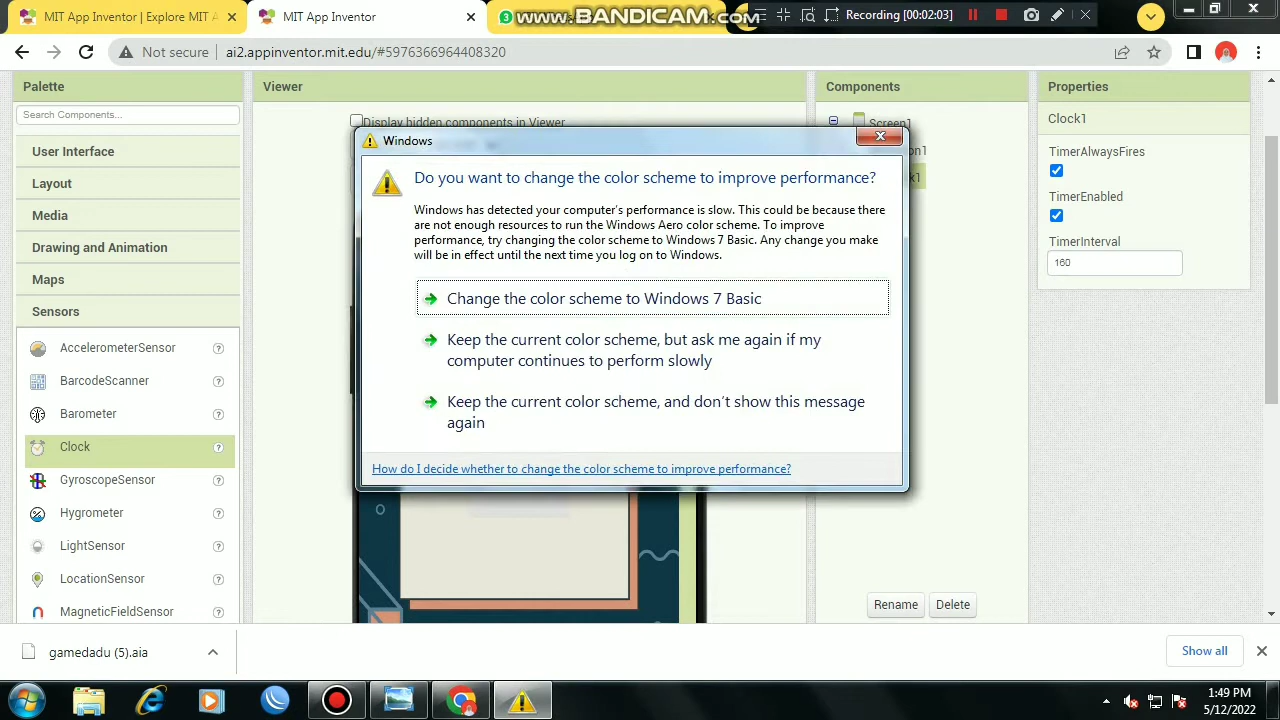 MIT App Inventor | Explore MIT A
MIT App Inventor
3
www.BANDICAM.com
Recording [00:02:03]
Not secure
ai2.appinventor.mit.edu/#5976366964408320
Palette
Viewer
Components
Properties
Search Components...
User Interface
Layout
Media
Drawing and Animation
Maps
Sensors
AccelerometerSensor
BarcodeScanner
Barometer
Clock
GyroscopeSensor
Hygrometer
LightSensor
LocationSensor
MagneticFieldSensor
Display hidden components in Viewer
Windows
Do you want to change the color scheme to improve performance?
Windows has detected your computer's performance is slow. This could be because there
are not enough resources to run the Windows Aero color scheme. To improve
performance, try changing the color scheme to Windows 7 Basic. Any change you make
will be in effect until the next time you log on to Windows.
Change the color scheme to Windows 7 Basic
Keep the current color scheme, but ask me again if my
computer continues to perform slowly
Keep the current color scheme, and don't show this message
again
How do I decide whether to change the color scheme to improve performance?
Screen1
Rename
Delete
Clock1
TimerAlwaysFires
TimerEnabled
TimerInterval
160
gamedadu (5).aia
Show all
1:49 PM
5/12/2022